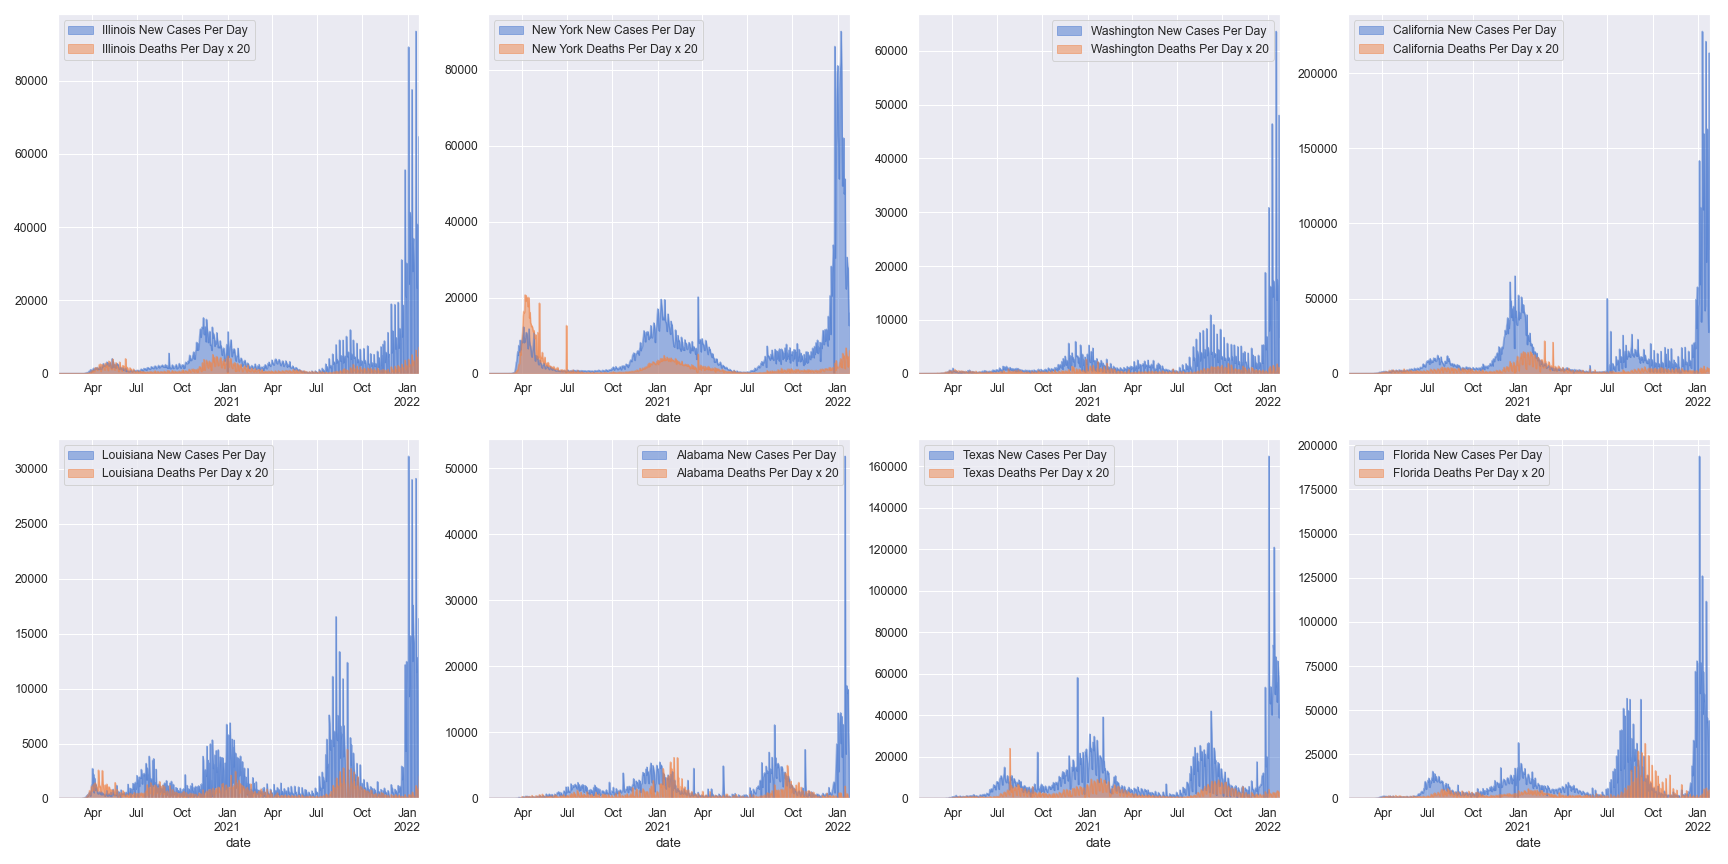 Illinois New Cases Per Day
Illinois Deaths Per Day x 20
80000
60000
40000
20000
0
Apr Jul Oct Jan Apr Jul Oct Jan
2021 2022
date
New York New Cases Per Day
New York Deaths Per Day x 20
80000
60000
40000
20000
0
Apr Jul Oct Jan Apr Jul Oct Jan
2021 2022
date
Washington New Cases Per Day
Washington Deaths Per Day x 20
60000
50000
40000
30000
20000
10000
0
Apr Jul Oct Jan Apr Jul Oct Jan
2021 2022
date
California New Cases Per Day
California Deaths Per Day x 20
200000
150000
100000
50000
0
Apr Jul Oct Jan Apr Jul Oct Jan
2021 2022
date
Louisiana New Cases Per Day
Louisiana Deaths Per Day x 20
30000
25000
20000
15000
10000
5000
0
Apr Jul Oct Jan Apr Jul Oct Jan
2021 2022
date
Alabama New Cases Per Day
Alabama Deaths Per Day x 20
50000
40000
30000
20000
10000
0
Apr Jul Oct Jan Apr Jul Oct Jan
2021 2022
date
Texas New Cases Per Day
Texas Deaths Per Day x 20
160000
140000
120000
100000
80000
60000
40000
20000
0
Apr Jul Oct Jan Apr Jul Oct Jan
2021 2022
date
Florida New Cases Per Day
Florida Deaths Per Day x 20
200000
175000
150000
125000
100000
75000
50000
25000
0
Apr Jul Oct Jan Apr Jul Oct Jan
2021 2022
date